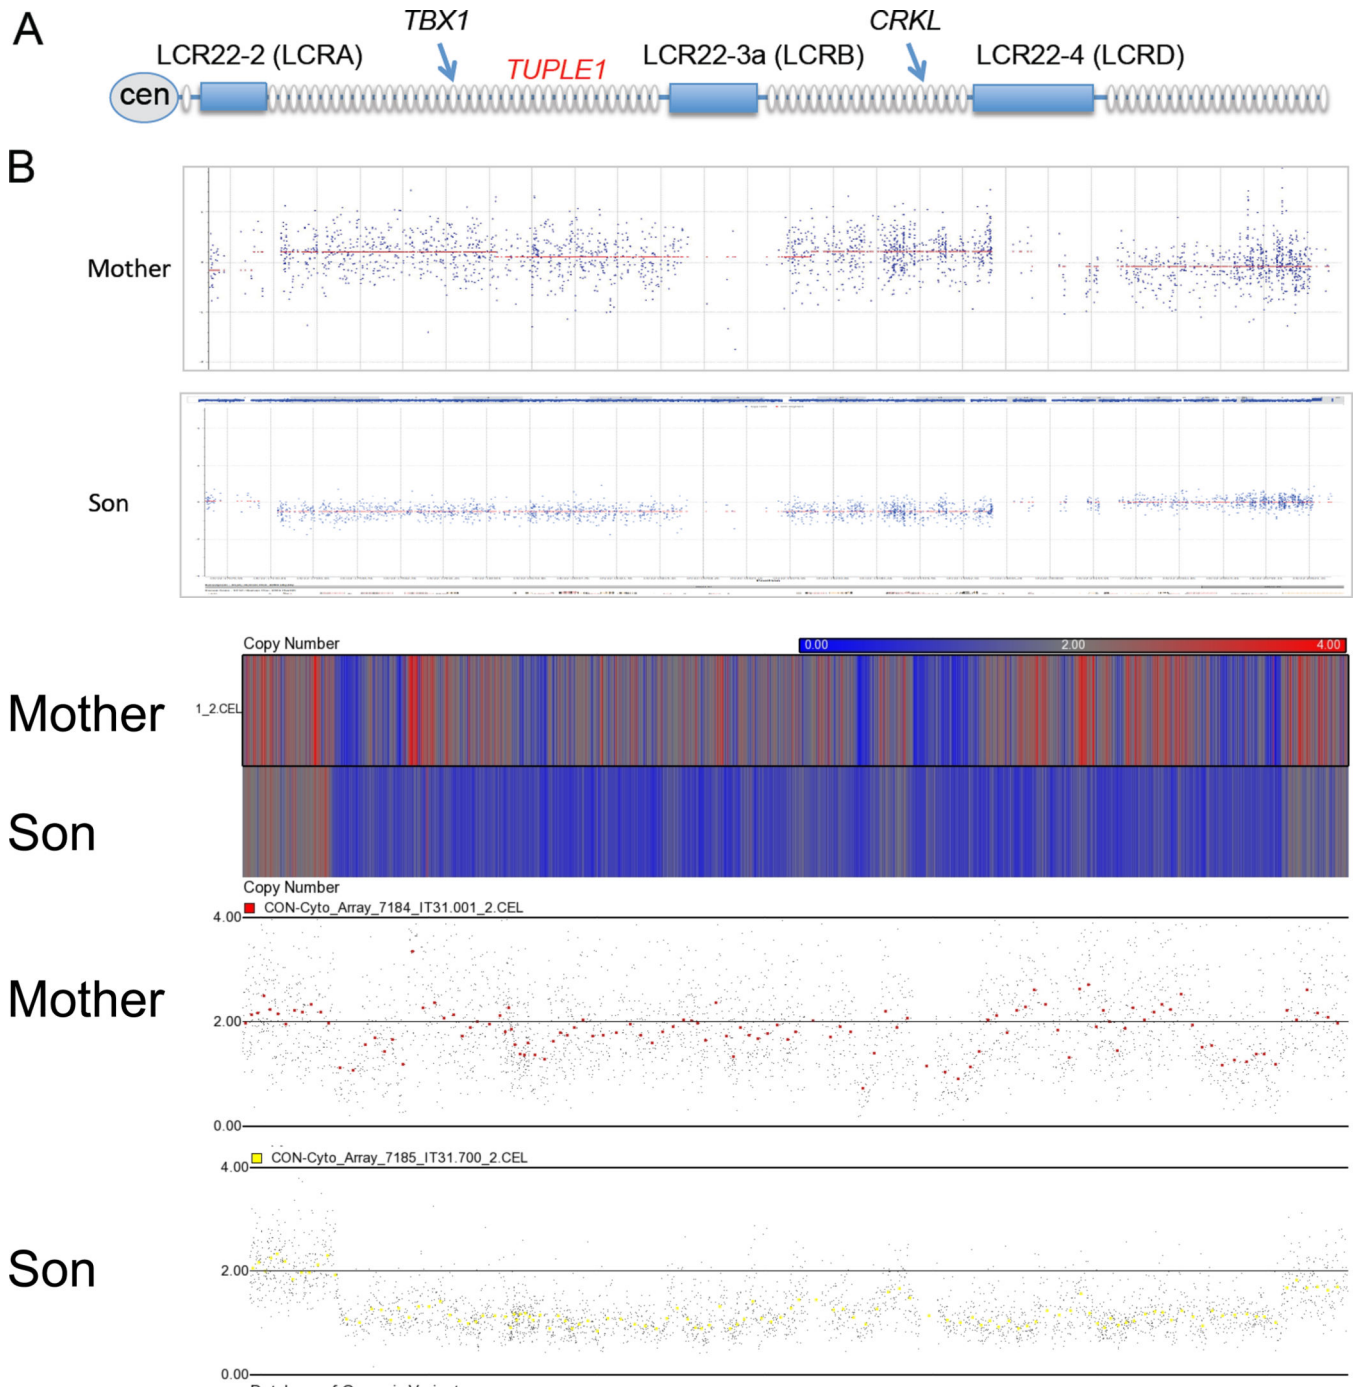 A
TBX1
CRKL
LCR22-2 (LCRA)
TUPLE1
LCR22-3a (LCRB)
LCR22-4 (LCRD)
cen
B
Mother
Son
Copy Number
0.00
2.00
4.00
Mother
1_2.CEL
Son
Copy Number
CON-Cyto_Array_7184_IT31.001_2.CEL
4.00
Mother
2.00
0.00
CON-Cyto_Array_7185_IT31.700_2.CEL
4.00
Son
2.00
0.00